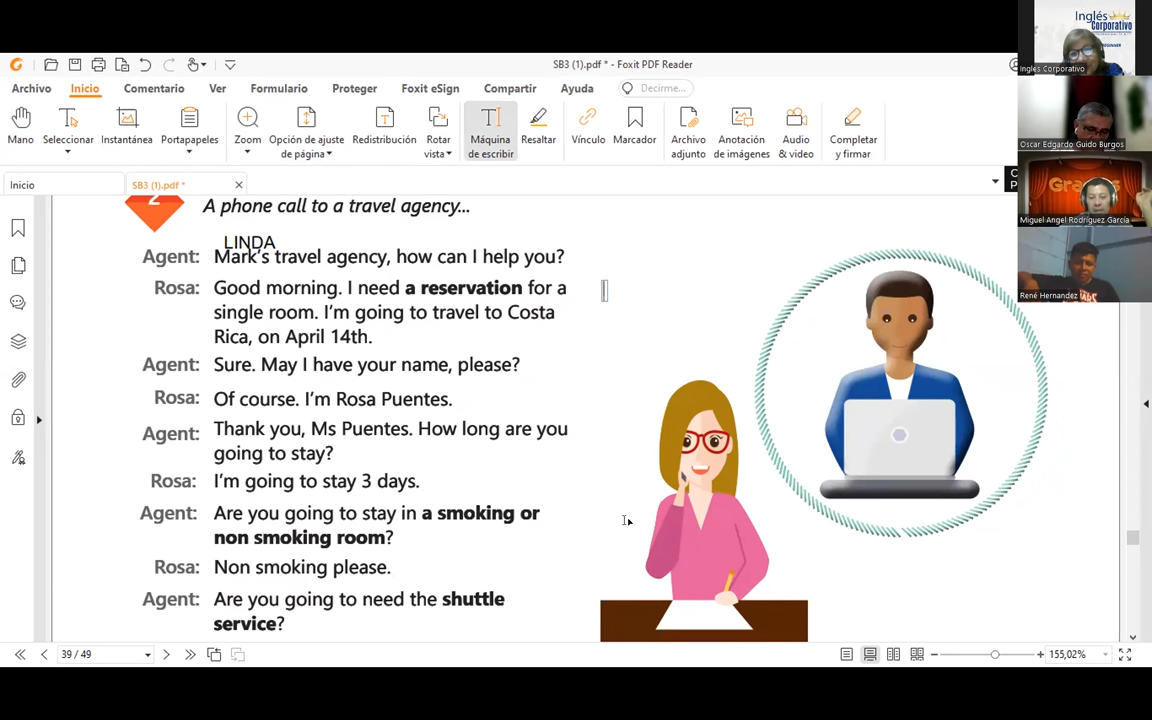 Inglés
Corporativo
BEGINNER
Inglés Corporativo
SB3 (1).pdf * - Foxit PDF Reader
Archivo
Inicio
Comentario
Ver
Formulario
Proteger
Foxit eSign
Compartir
Ayuda
Decirme...
Oscar Edgardo Guido Burgos
Mano
Seleccionar
Instantánea
Portapapeles
Zoom
Opción de ajuste
de página
Redistribución
Rotar
vista
Máquina
de escribir
Resaltar
Vínculo
Marcador
Archivo
adjunto
Anotación
de imágenes
Audio
& video
Completar
y firmar
Inicio
SB3 (1).pdf *
Miguel Angel Rodríguez García
René Hernandez
2
A phone call to a travel agency...
LINDA
Agent: Mark's travel agency, how can I help you?
Rosa: Good morning. I need a reservation for a
single room. I'm going to travel to Costa
Rica, on April 14th.
Agent: Sure. May I have your name, please?
Rosa: Of course. I'm Rosa Puentes.
Agent: Thank you, Ms Puentes. How long are you
going to stay?
Rosa: I'm going to stay 3 days.
Agent: Are you going to stay in a smoking or
non smoking room?
Rosa: Non smoking please.
Agent: Are you going to need the shuttle
service?
39 / 49
155,02%